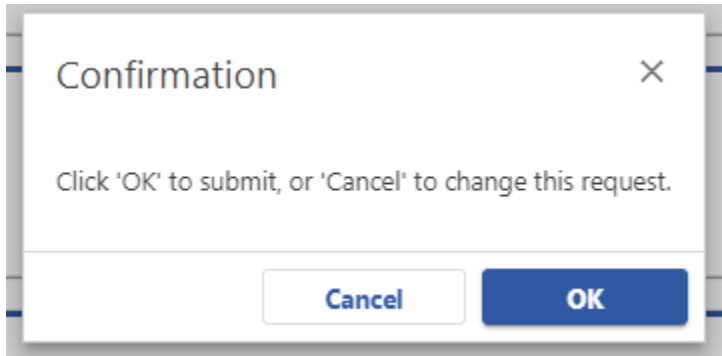 Confirmation
Click 'OK' to submit, or 'Cancel' to change this request.
Cancel
OK